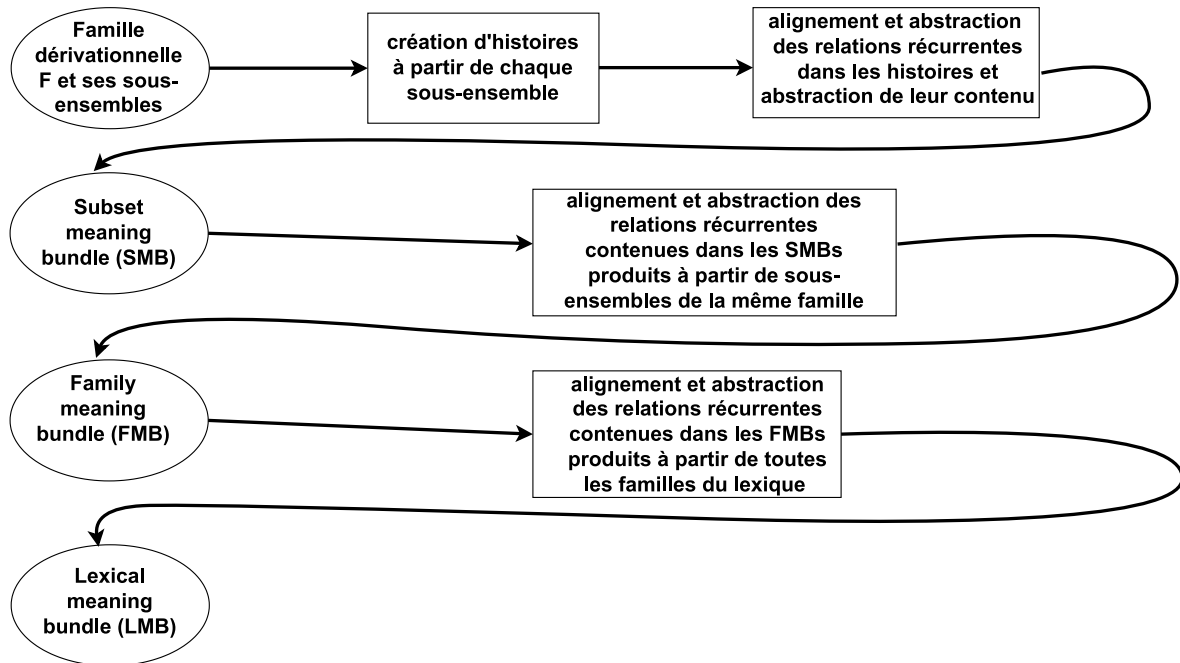 Famille
dérivationnelle
F et ses sous-
ensembles
création d'histoires
à partir de chaque
sous-ensemble
alignement et abstraction
des relations récurrentes
dans les histoires et
abstraction de leur contenu
Subset
meaning
bundle (SMB)
alignement et abstraction des
relations récurrentes
contenues dans les SMBs
produits à partir de sous-
ensembles de la même famille
Family
meaning
bundle (FMB)
alignement et abstraction
des relations récurrentes
contenues dans les FMBs
produits à partir de toutes
les familles du lexique
Lexical
meaning
bundle (LMB)